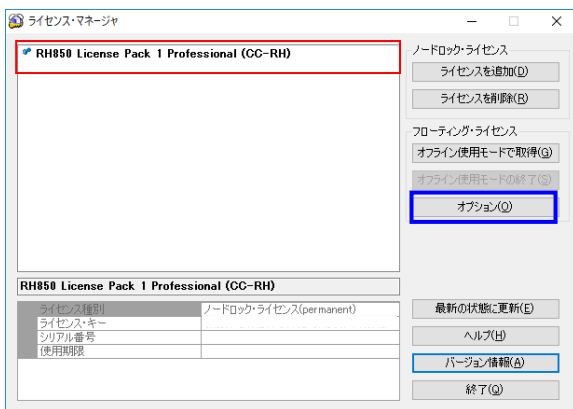 ライセンス・マネージャ
RH850 License Pack 1 Professional (CC-RH)
ノードロック・ライセンス
ライセンスを追加(D)
ライセンスを削除(R)
フローティング・ライセンス
オフライン使用モードで取得(G)
オフライン使用モードの終了(S)
オプション(O)
RH850 License Pack 1 Professional (CC-RH)
ライセンス種別 ノードロック・ライセンス(permanent)
ライセンス・キー
シリアル番号
使用期限
最新の状態に更新(E)
ヘルプ(H)
バージョン情報(A)
終了(Q)